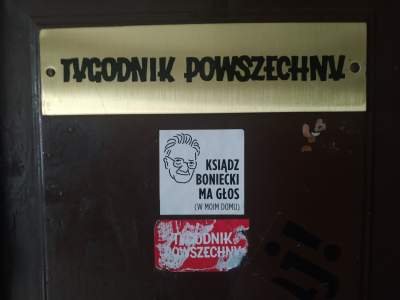 TYGODNIK POWSZECHNY
KSIĄDZ
BONIECKI
MA GŁOS
(W MOIM DOMU)
TYGODNIK
POWSZECHNY